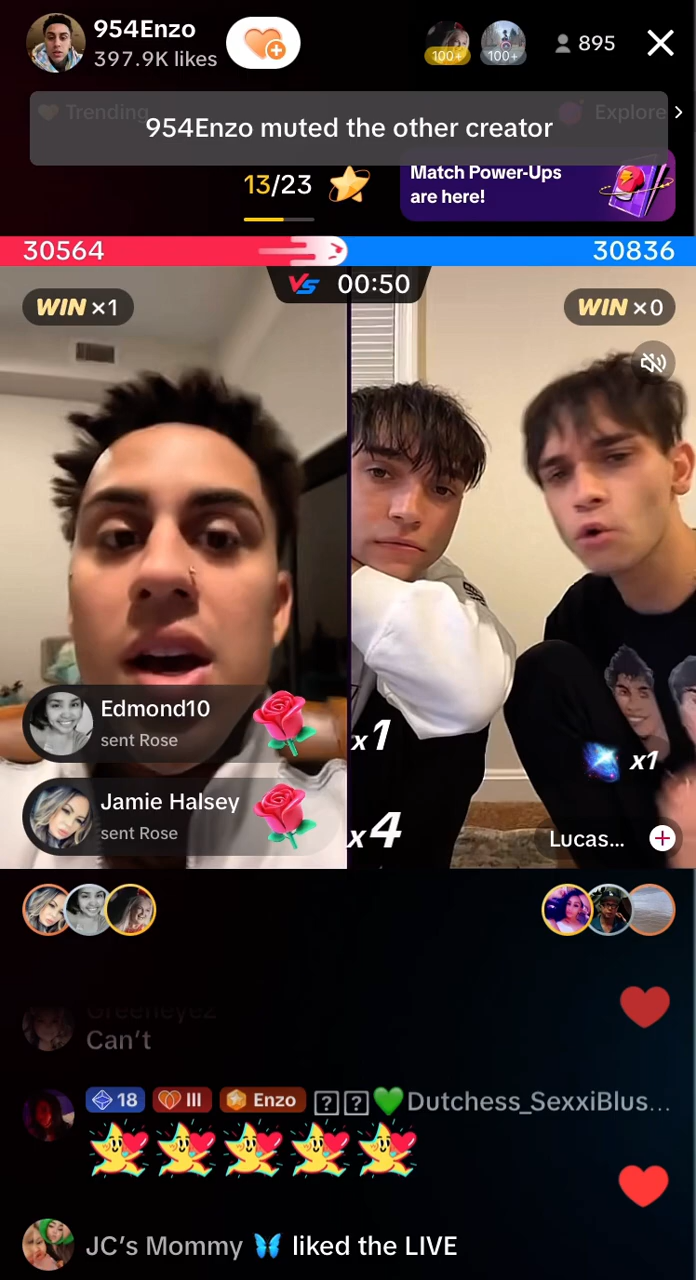 954Enzo
397.9K likes
100+
100+
895
Trending
Explore
954Enzo muted the other creator
13/23
Match Power-Ups
are here!
30564
30836
VS 00:50
WIN ×1
WIN ×0
Edmond10
sent Rose
x1
x1
Jamie Halsey
sent Rose
x4
Lucas...
Greeneye2
Can't
18
III
Enzo
Dutchess_SexxiBlus...
JC's Mommy 🦋 liked the LIVE